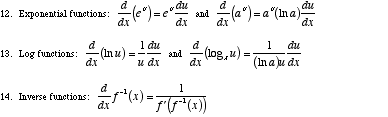 12. Exponential functions: d/dx(e^u) = e^u du/dx and d/dx(a^u) = a^u(ln a) du/dx
13. Log functions: d/dx(ln u) = 1/u du/dx and d/dx(log_a u) = 1/((ln a)u) du/dx
14. Inverse functions: d/dx f^-1(x) = 1/(f'(f^-1(x)))